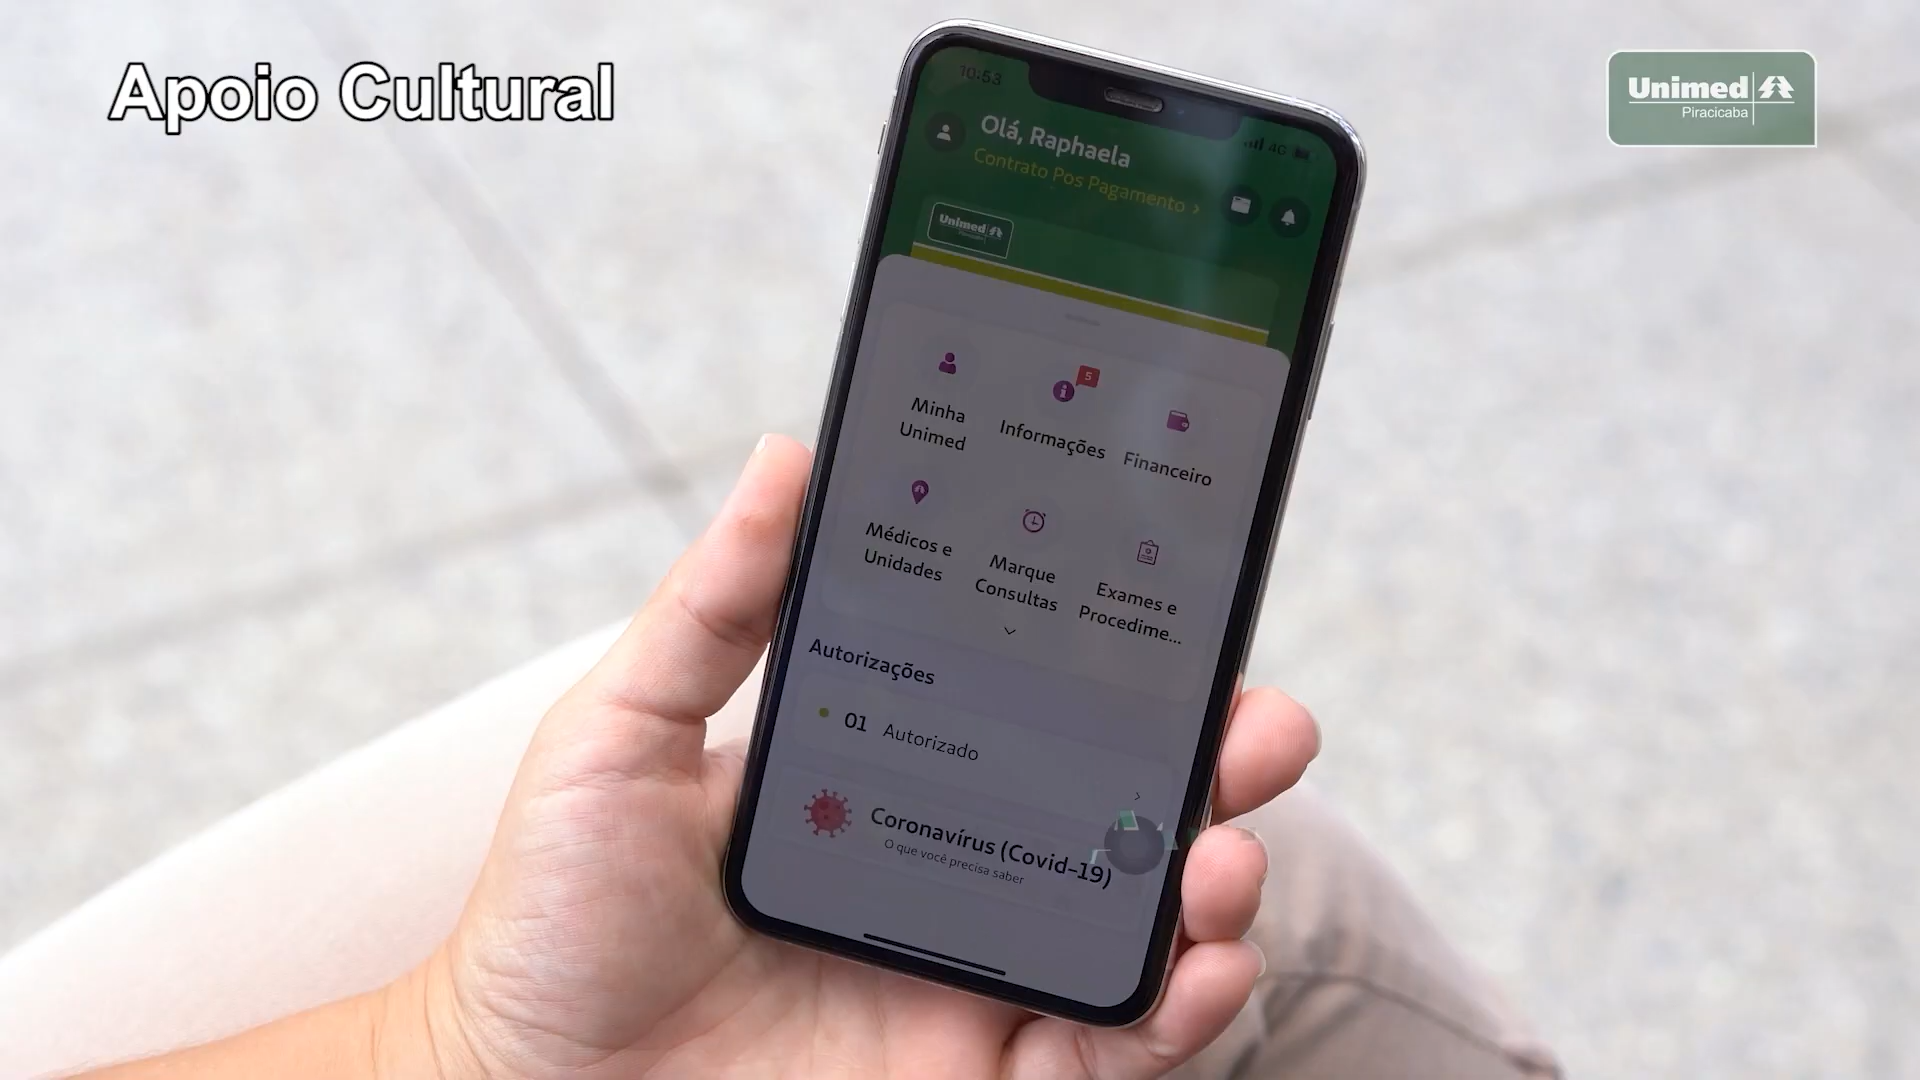 Apoio Cultural
Unimed
Piracicaba
10:53
4G
Olá, Raphaela
Contrato Pos Pagamento
Unimed
5
Minha
Unimed
Informações
Financeiro
Médicos e
Unidades
Marque
Consultas
Exames e
Procedime...
Autorizações
01 Autorizado
Coronavírus (Covid-19)
O que você precisa saber